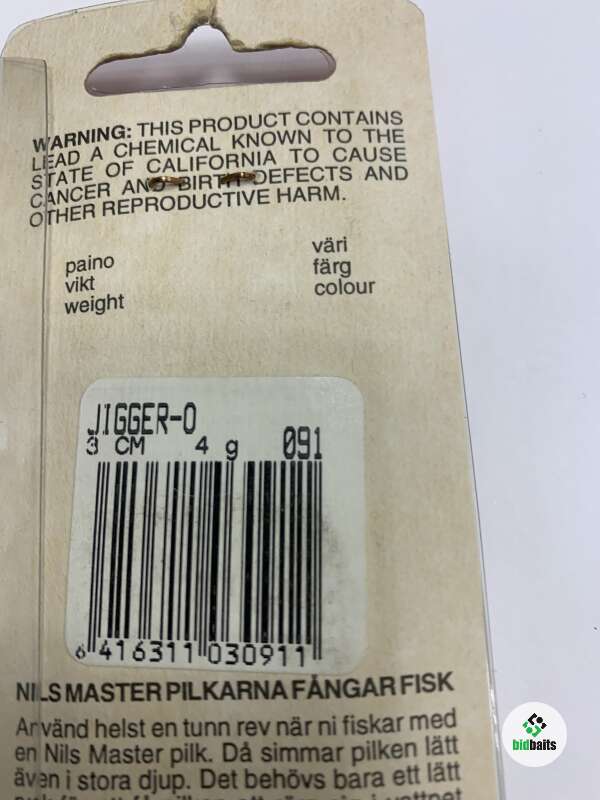 WARNING: THIS PRODUCT CONTAINS
LEAD A CHEMICAL KNOWN TO THE
STATE OF CALIFORNIA TO CAUSE
CANCER AND BIRTH DEFECTS AND
OTHER REPRODUCTIVE HARM.
paino
vikt
weight
väri
färg
colour
JIGGER-0
3 CM 4 g 091
6 416311 030911
NILS MASTER PILKARNA FÅNGAR FISK
Använd helst en tunn rev när ni fiskar med
en Nils Master pilk. Då simmar pilken lätt
även i stora djup. Det behövs bara ett lätt
bidbaits